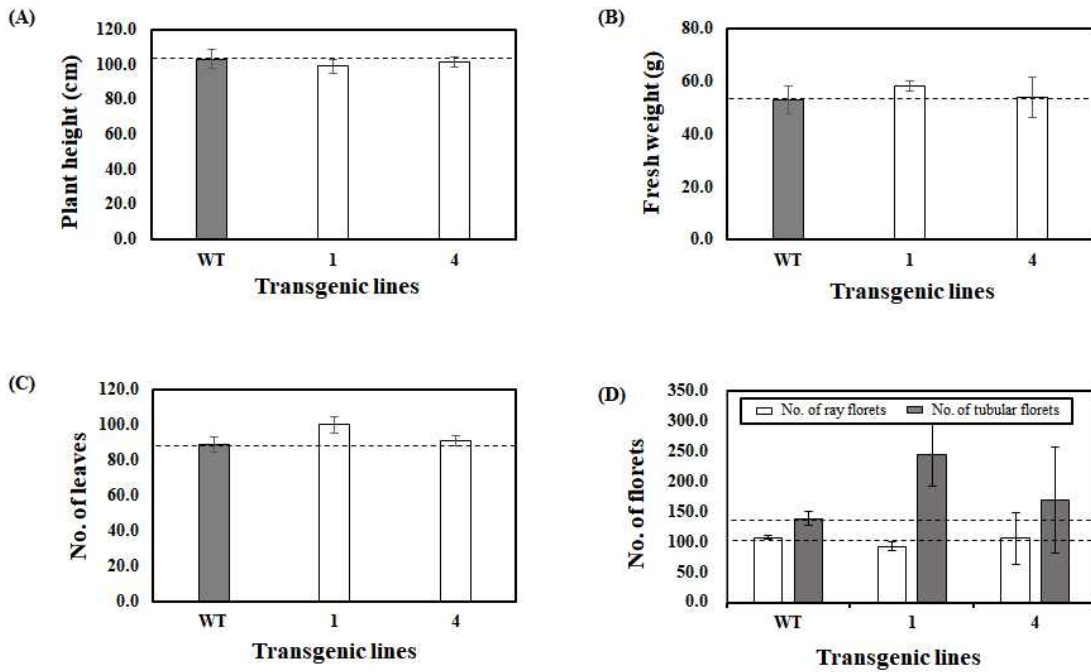 (A)
120.0
100.0
80.0
60.0
40.0
20.0
0.0
Plant height (cm)
WT 1 4
Transgenic lines
(B)
80.0
60.0
40.0
20.0
0.0
Fresh weight (g)
WT 1 4
Transgenic lines
(C)
120.0
100.0
80.0
60.0
40.0
20.0
0.0
No. of leaves
WT 1 4
Transgenic lines
(D)
350.0
300.0
250.0
200.0
150.0
100.0
50.0
0.0
No. of florets
No. of ray florets No. of tubular florets
WT 1 4
Transgenic lines